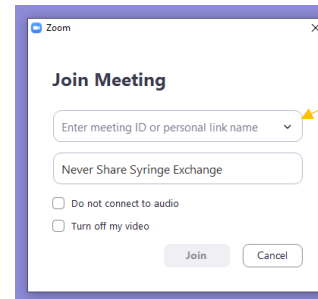 Zoom
Join Meeting
Enter meeting ID or personal link name
Never Share Syringe Exchange
Do not connect to audio
Turn off my video
Join
Cancel